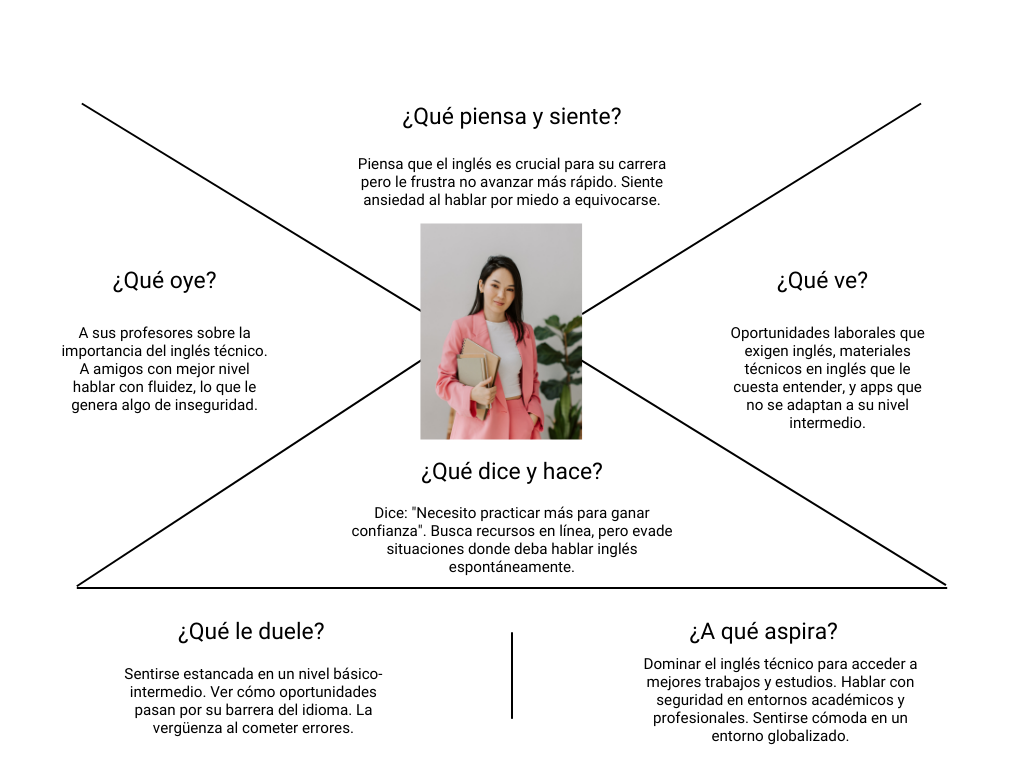 ¿Qué piensa y siente?
Piensa que el inglés es crucial para su carrera
pero le frustra no avanzar más rápido. Siente
ansiedad al hablar por miedo a equivocarse.
¿Qué oye?
A sus profesores sobre la
importancia del inglés técnico.
A amigos con mejor nivel
hablar con fluidez, lo que le
genera algo de inseguridad.
¿Qué ve?
Oportunidades laborales que
exigen inglés, materiales
técnicos en inglés que le
cuesta entender, y apps que
no se adaptan a su nivel
intermedio.
¿Qué dice y hace?
Dice: "Necesito practicar más para ganar
confianza". Busca recursos en línea, pero evade
situaciones donde deba hablar inglés
espontáneamente.
¿Qué le duele?
Sentirse estancada en un nivel básico-
intermedio. Ver cómo oportunidades
pasan por su barrera del idioma. La
vergüenza al cometer errores.
¿A qué aspira?
Dominar el inglés técnico para acceder a
mejores trabajos y estudios. Hablar con
seguridad en entornos académicos y
profesionales. Sentirse cómoda en un
entorno globalizado.